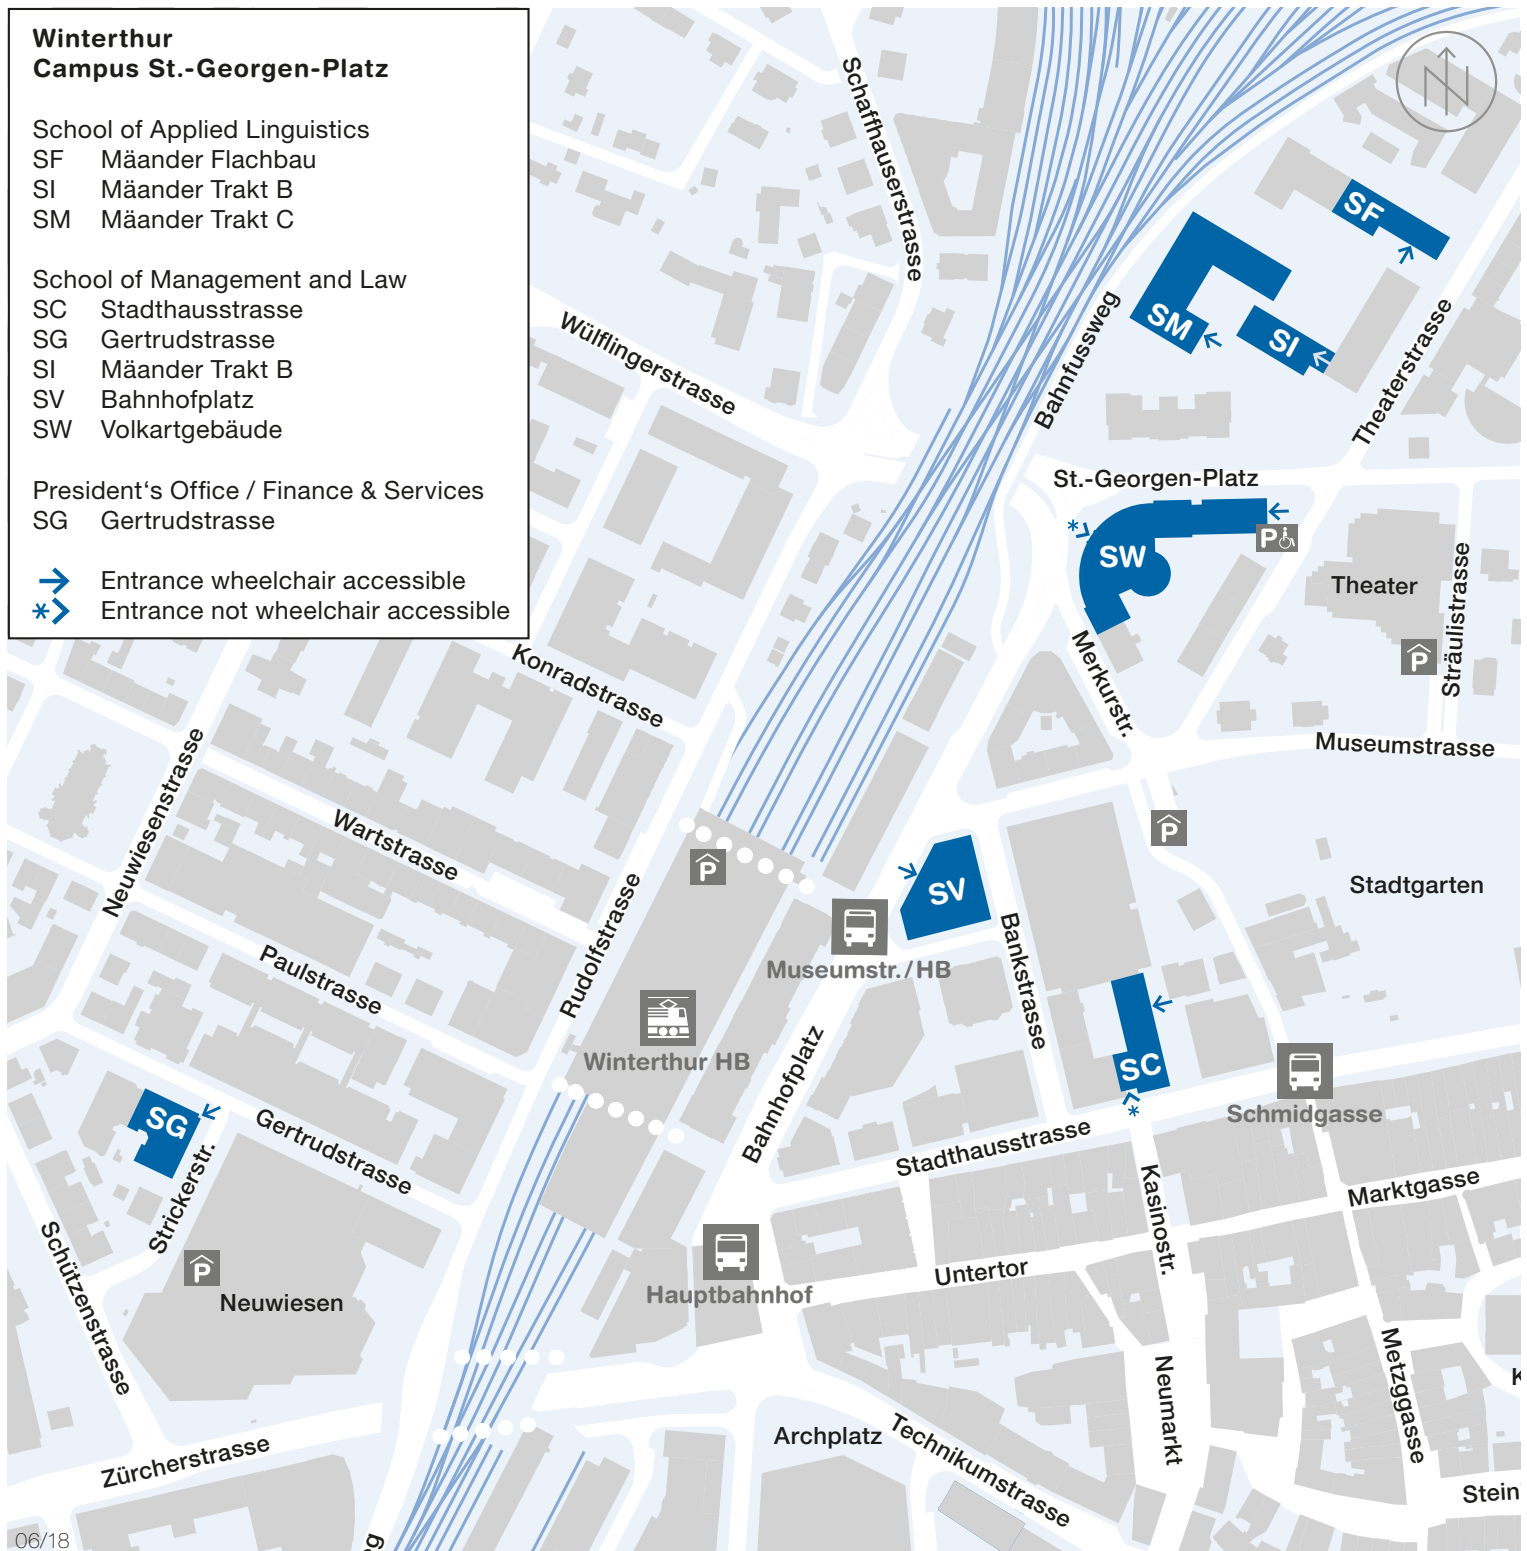 Winterthur
Campus St.-Georgen-Platz
School of Applied Linguistics
SF Mäander Flachbau
SI Mäander Trakt B
SM Mäander Trakt C
School of Management and Law
SC Stadthausstrasse
SG Gertrudstrasse
SI Mäander Trakt B
SV Bahnhofplatz
SW Volkartgebäude
President‘s Office / Finance & Services
SG Gertrudstrasse
Entrance wheelchair accessible
* Entrance not wheelchair accessible
N
Schaffhauserstrasse
SF
SM
SI
Bahnfussweg
Theaterstrasse
Wülflingerstrasse
St.-Georgen-Platz
*
SW
P
Theater
Sträulistrasse
P
Konradstrasse
Merkurstr.
Museumstrasse
Neuwiesenstrasse
Wartstrasse
P
P
SV
Stadtgarten
Rudolfstrasse
Paulstrasse
Museumstr./HB
Bankstrasse
Winterthur HB
Bahnhofplatz
SC
*
Schmidgasse
SG
Gertrudstrasse
Strickerstr.
Stadthausstrasse
Kasinostr.
Marktgasse
Schützenstrasse
P
Neuwiesen
Hauptbahnhof
Untertor
Neumarkt
Metzggasse
K
Zürcherstrasse
Archplatz
Technikumstrasse
Stein
06/18
eg